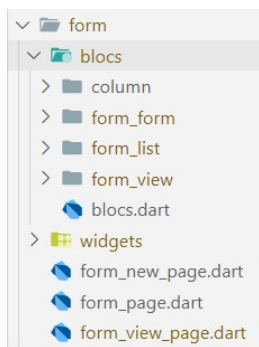 form
blocs
column
form_form
form_list
form_view
blocs.dart
widgets
form_new_page.dart
form_page.dart
form_view_page.dart